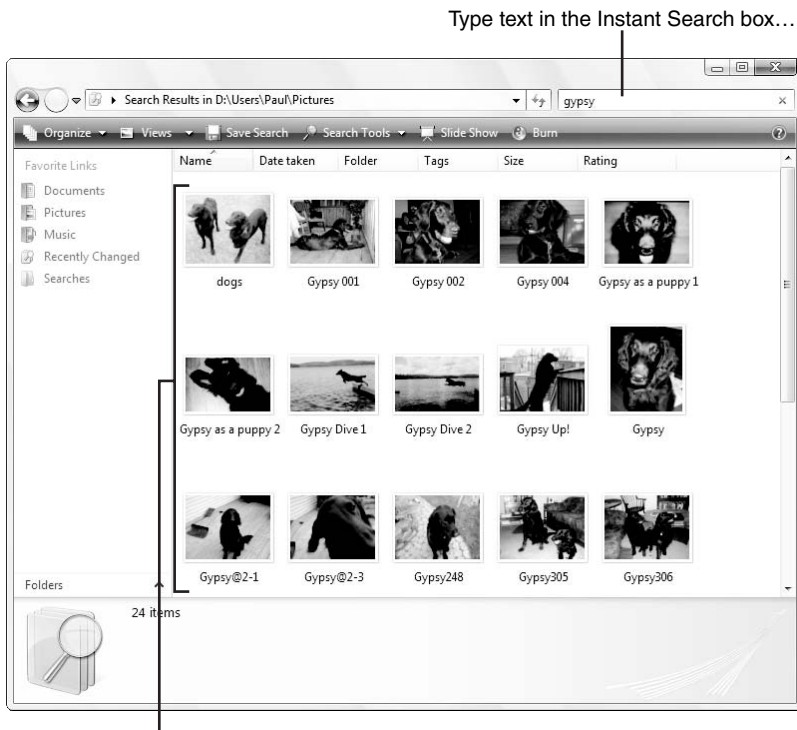 Type text in the Instant Search box…
Search Results in D:\Users\Paul\Pictures
gypsy
Organize Views Save Search Search Tools Slide Show Burn
Favorite Links
Documents
Pictures
Music
Recently Changed
Searches
Folders
Name Date taken Folder Tags Size Rating
dogs Gypsy 001 Gypsy 002 Gypsy 004 Gypsy as a puppy 1
Gypsy as a puppy 2 Gypsy Dive 1 Gypsy Dive 2 Gypsy Up! Gypsy
Gypsy@2-1 Gypsy@2-3 Gypsy248 Gypsy305 Gypsy306
24 items